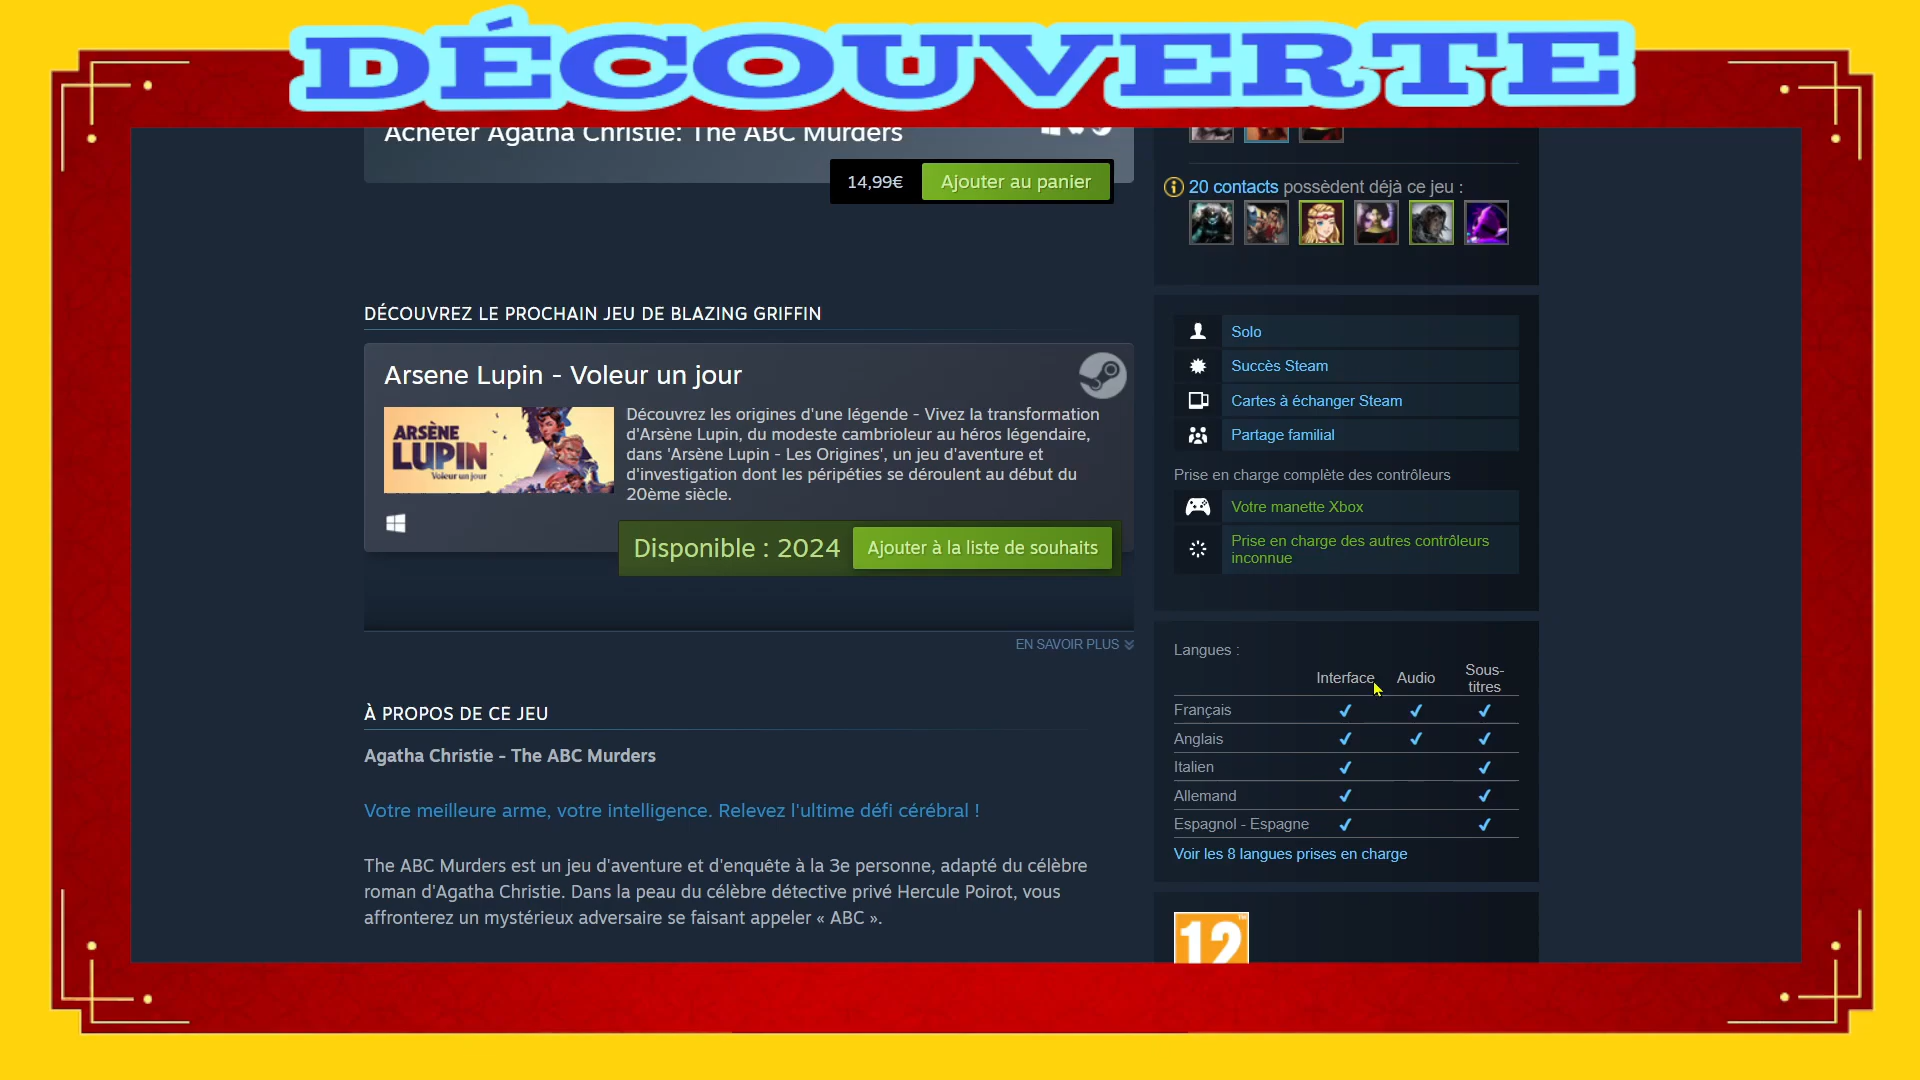 DÉCOUVERTE
Acheter Agatha Christie: The ABC Murders
14,99€
Ajouter au panier
DÉCOUVREZ LE PROCHAIN JEU DE BLAZING GRIFFIN
Arsene Lupin - Voleur un jour
ARSÈNE
LUPIN
Voleur un jour
Découvrez les origines d'une légende - Vivez la transformation
d'Arsène Lupin, du modeste cambrioleur au héros légendaire,
dans 'Arsène Lupin - Les Origines', un jeu d'aventure et
d'investigation dont les péripéties se déroulent au début du
20ème siècle.
Disponible : 2024
Ajouter à la liste de souhaits
EN SAVOIR PLUS
À PROPOS DE CE JEU
Agatha Christie - The ABC Murders
Votre meilleure arme, votre intelligence. Relevez l'ultime défi cérébral !
The ABC Murders est un jeu d'aventure et d'enquête à la 3e personne, adapté du célèbre
roman d'Agatha Christie. Dans la peau du célèbre détective privé Hercule Poirot, vous
affronterez un mystérieux adversaire se faisant appeler « ABC ».
20 contacts possèdent déjà ce jeu :
Solo
Succès Steam
Cartes à échanger Steam
Partage familial
Prise en charge complète des contrôleurs
Votre manette Xbox
Prise en charge des autres contrôleurs
inconnue
Langues :
Interface Audio Sous-
titres
Français
Anglais
Italien
Allemand
Espagnol - Espagne
Voir les 8 langues prises en charge
12